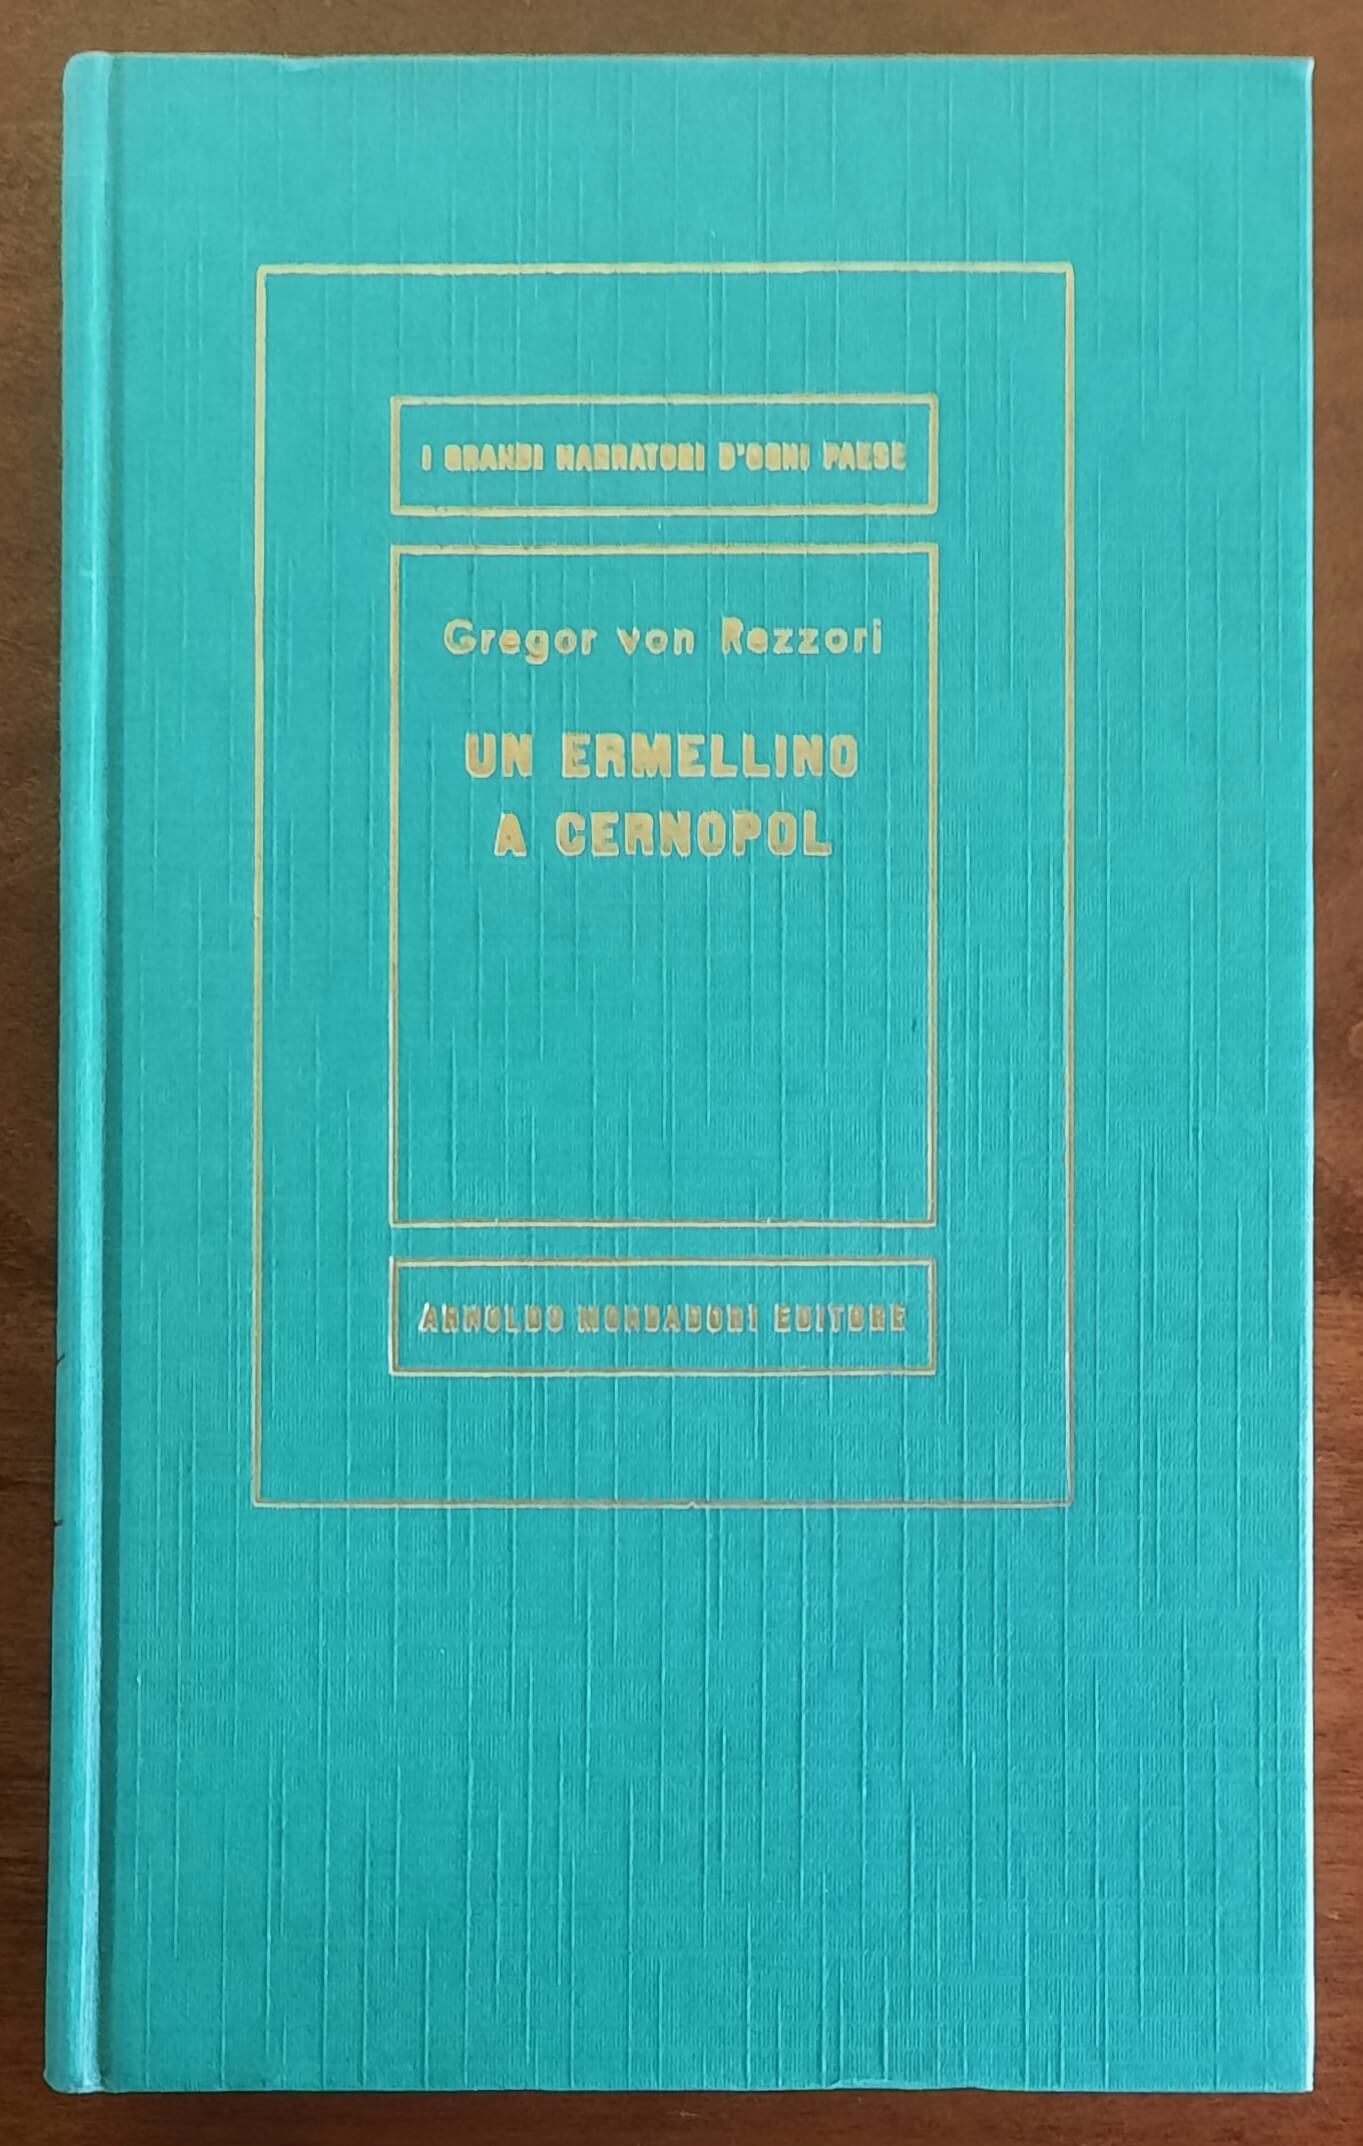 I GRANDI NARRATORI D'OGNI PAESE
Gregor von Rezzori
UN ERMELLINO
A CERNOPOL
ARNOLDO MONDADORI EDITORE